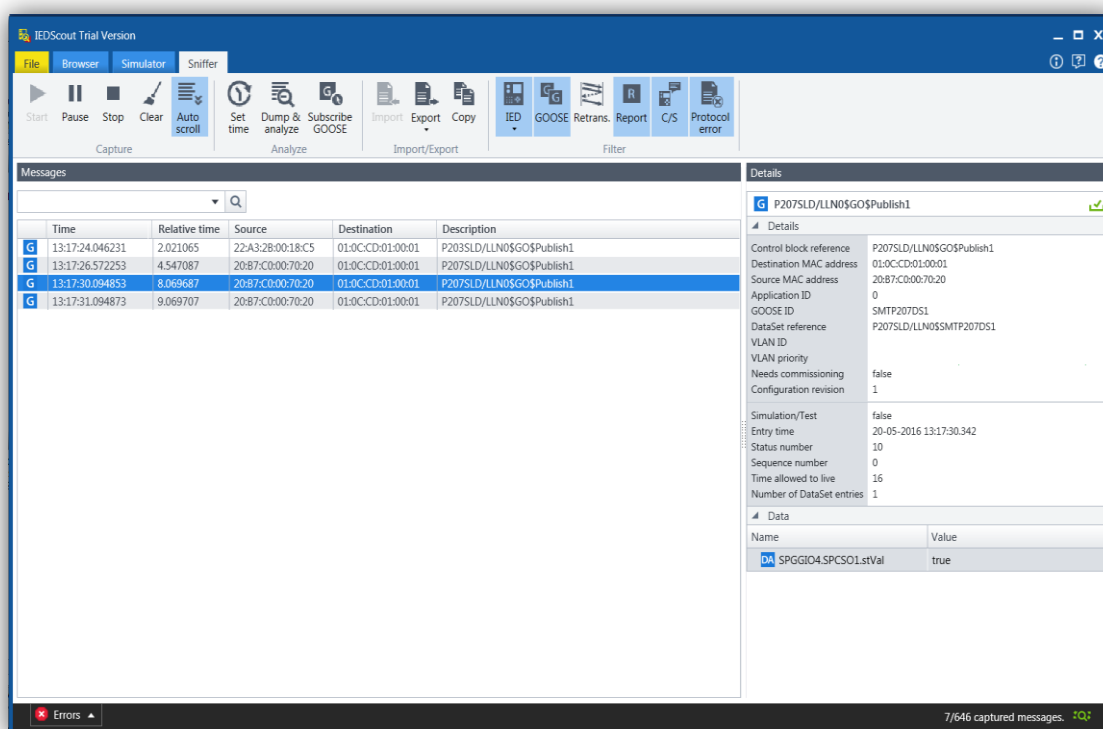 IEDScout Trial Version
File Browser Simulator Sniffer
Start Pause Stop Clear Auto scroll Set time Dump & analyze Subscribe GOOSE Import Export Copy IED GOOSE Retrans. Report C/S Protocol error
Capture Analyze Import/Export Filter
Messages
Time Relative time Source Destination Description
G 13:17:24.046231 2.021065 22:A3:2B:00:18:C5 01:0C:CD:01:00:01 P203SLD/LLN0$GO$Publish1
G 13:17:26.572253 4.547087 20:B7:C0:00:70:20 01:0C:CD:01:00:01 P207SLD/LLN0$GO$Publish1
G 13:17:30.094853 8.069687 20:B7:C0:00:70:20 01:0C:CD:01:00:01 P207SLD/LLN0$GO$Publish1
G 13:17:31.094873 9.069707 20:B7:C0:00:70:20 01:0C:CD:01:00:01 P207SLD/LLN0$GO$Publish1
Details
G P207SLD/LLN0$GO$Publish1
Details
Control block reference P207SLD/LLN0$GO$Publish1
Destination MAC address 01:0C:CD:01:00:01
Source MAC address 20:B7:C0:00:70:20
Application ID 0
GOOSE ID SMTP207DS1
DataSet reference P207SLD/LLN0$SMTP207DS1
VLAN ID
VLAN priority
Needs commissioning false
Configuration revision 1
Simulation/Test false
Entry time 20-05-2016 13:17:30.342
Status number 10
Sequence number 0
Time allowed to live 16
Number of DataSet entries 1
Data
Name Value
DA SPGGIO4.SPCSO1.stVal true
Errors
7/646 captured messages.